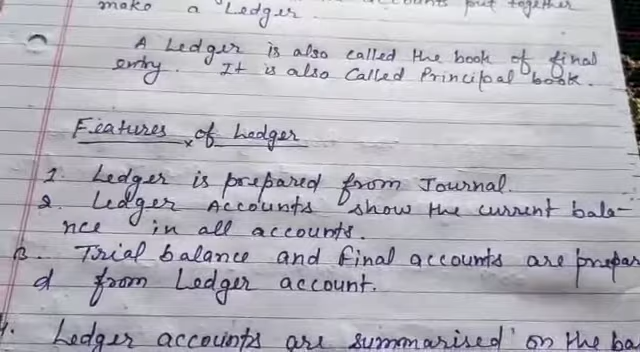 make a Ledger. put together
A Ledger is also called the book of final
entry. It is also Called Principal book.
Features of Ledger
1. Ledger is prepared from Journal.
2. Ledger Accounts show the current bala-
nce in all accounts.
3. Trial balance and final accounts are prepar
d from Ledger account.
4. Ledger accounts are summarised on the ba